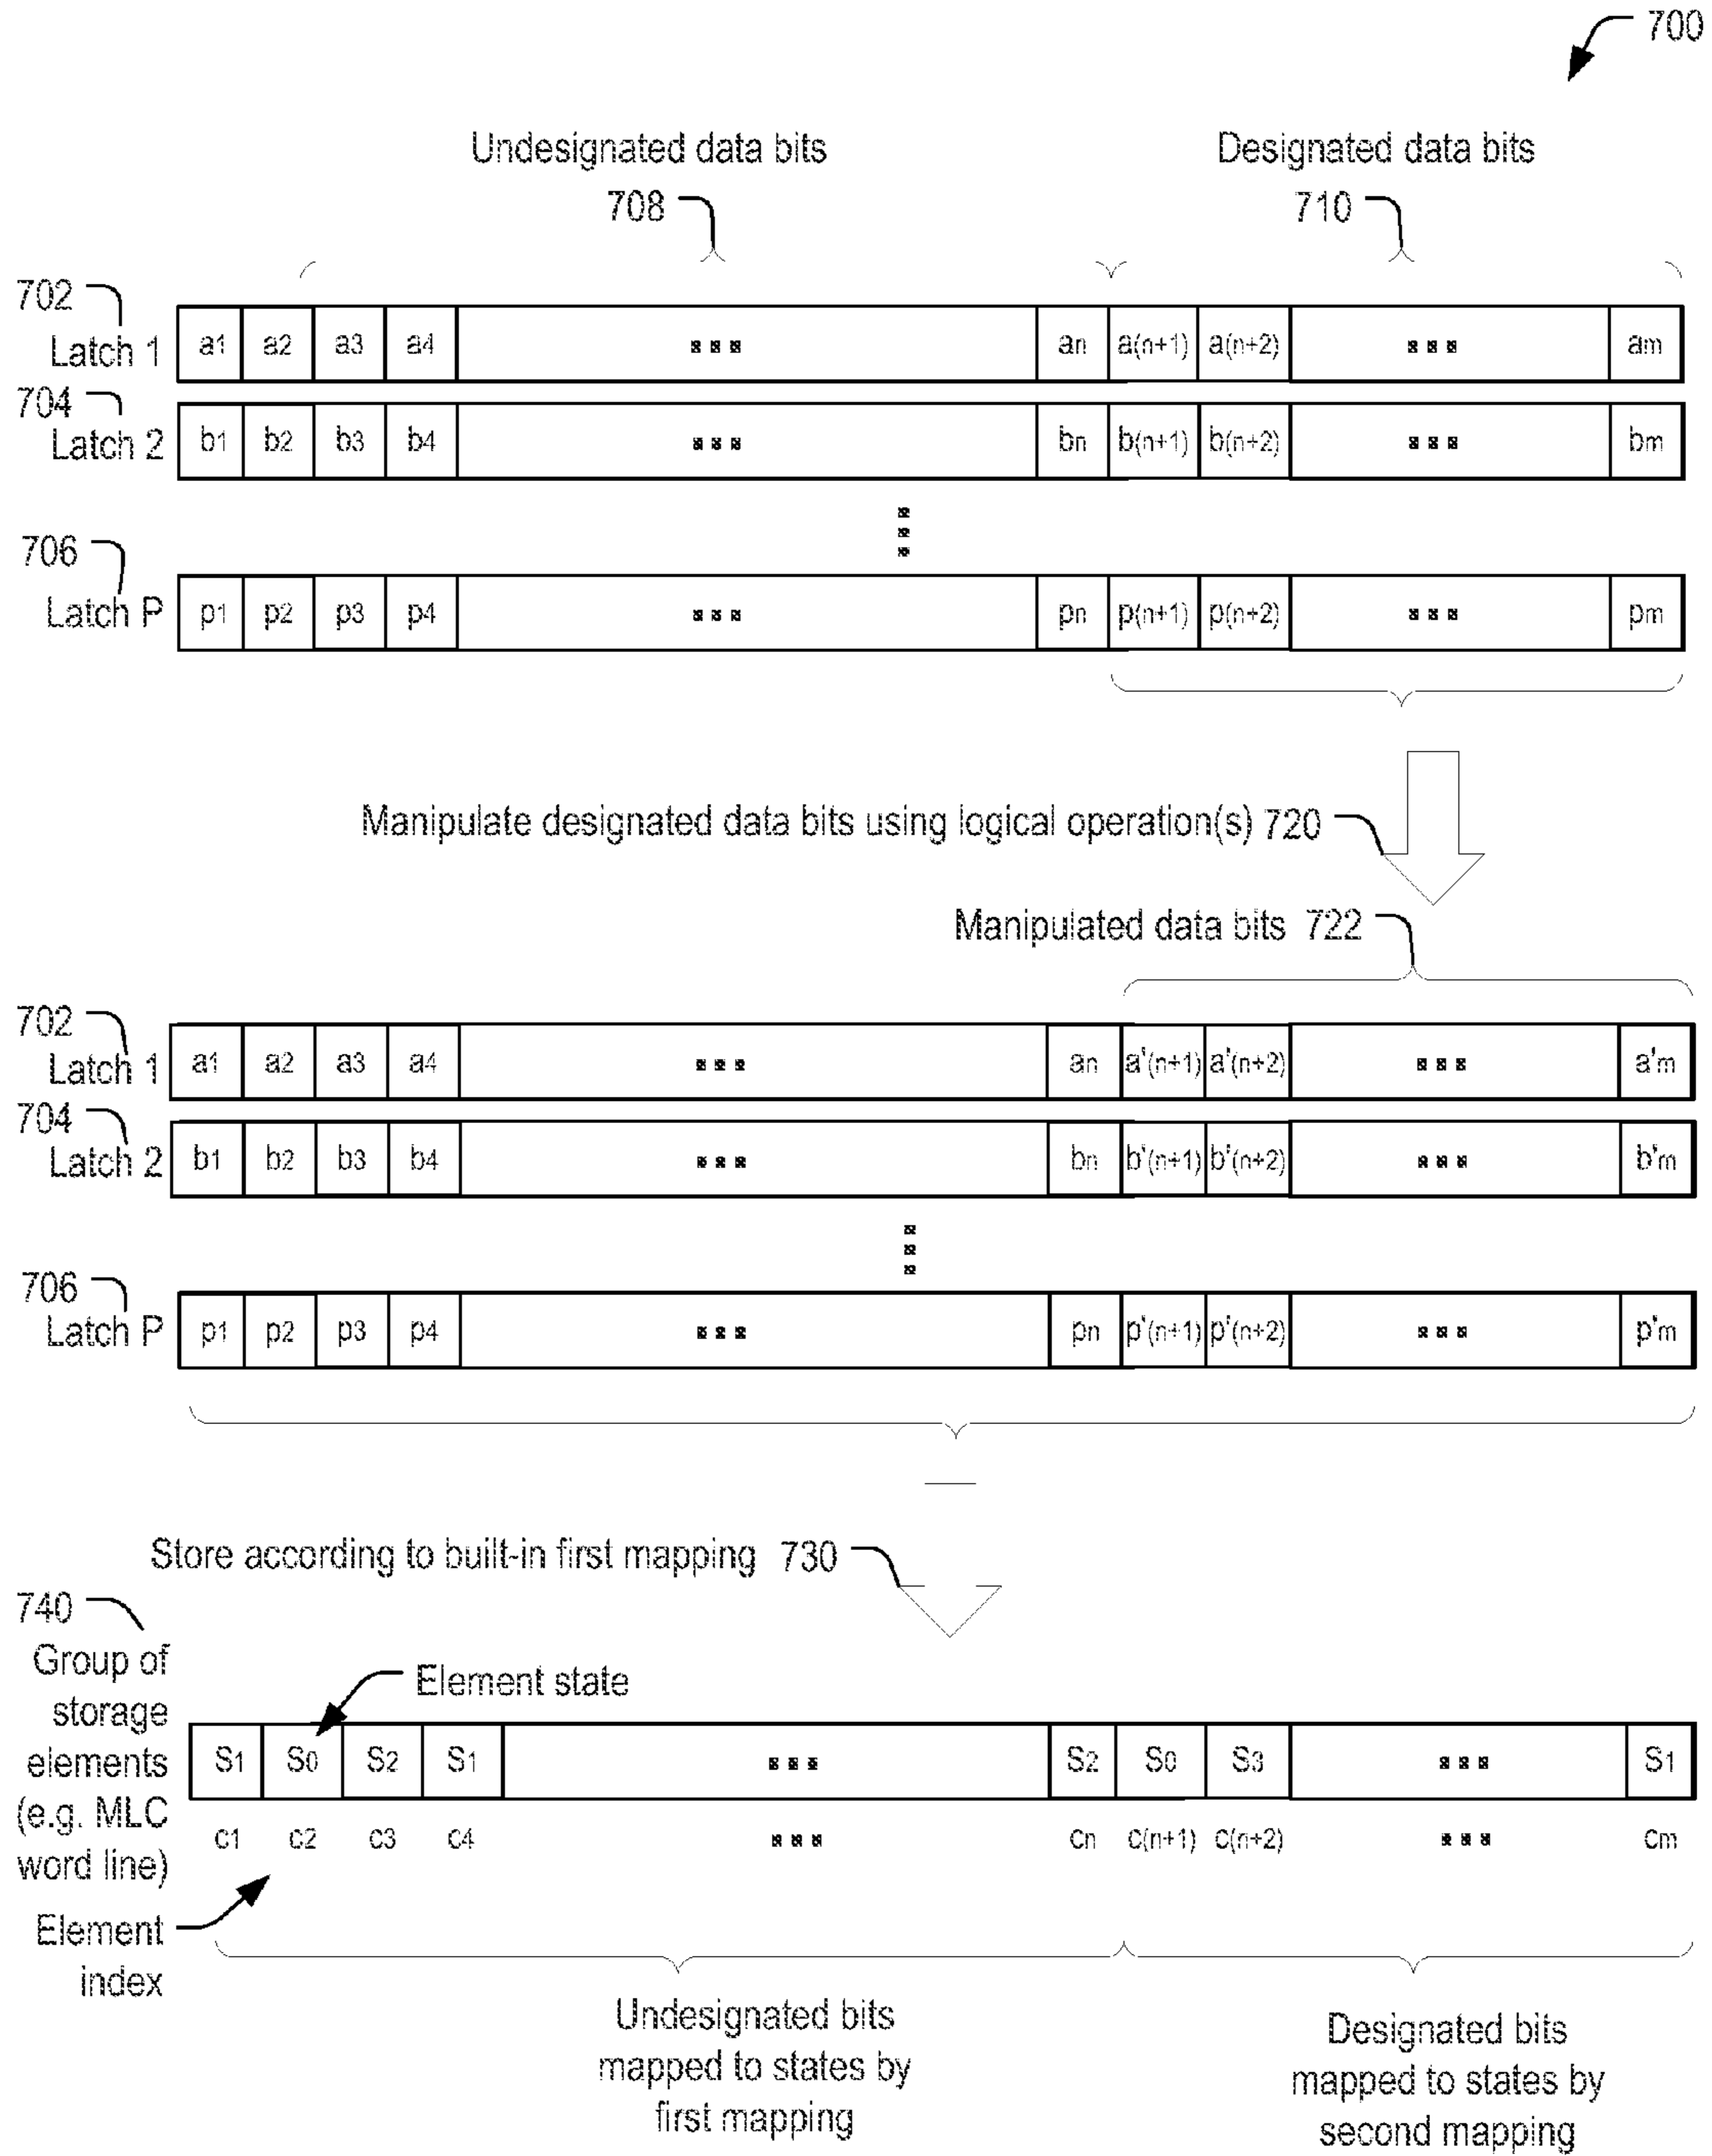 700
Undesignated data bits
708
Designated data bits
710
702
Latch 1 a1 a2 a3 a4 ... an a(n+1) a(n+2) ... am
704
Latch 2 b1 b2 b3 b4 ... bn b(n+1) b(n+2) ... bm
706
Latch P p1 p2 p3 p4 ... pn p(n+1) p(n+2) ... pm
Manipulate designated data bits using logical operation(s) 720
Manipulated data bits 722
702
Latch 1 a1 a2 a3 a4 ... an a'(n+1) a'(n+2) ... a'm
704
Latch 2 b1 b2 b3 b4 ... bn b'(n+1) b'(n+2) ... b'm
706
Latch P p1 p2 p3 p4 ... pn p'(n+1) p'(n+2) ... p'm
Store according to built-in first mapping 730
740
Group of
storage
elements
(e.g. MLC
word line)
Element state
S1 S0 S2 S1 ... S2 S0 S3 ... S1
c1 c2 c3 c4 ... cn c(n+1) c(n+2) ... cm
Element
index
Undesignated bits
mapped to states by
first mapping
Designated bits
mapped to states by
second mapping